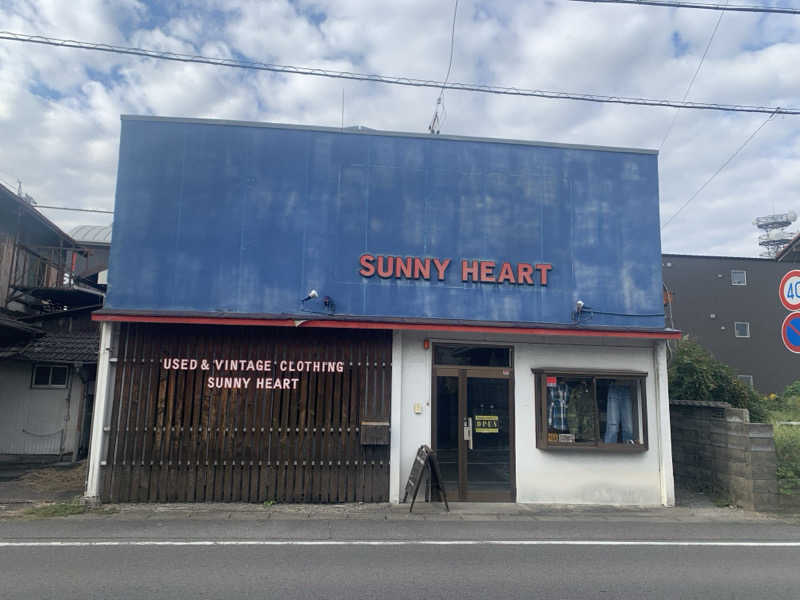 SUNNY HEART
USED & VINTAGE CLOTHING
SUNNY HEART
OPEN
40